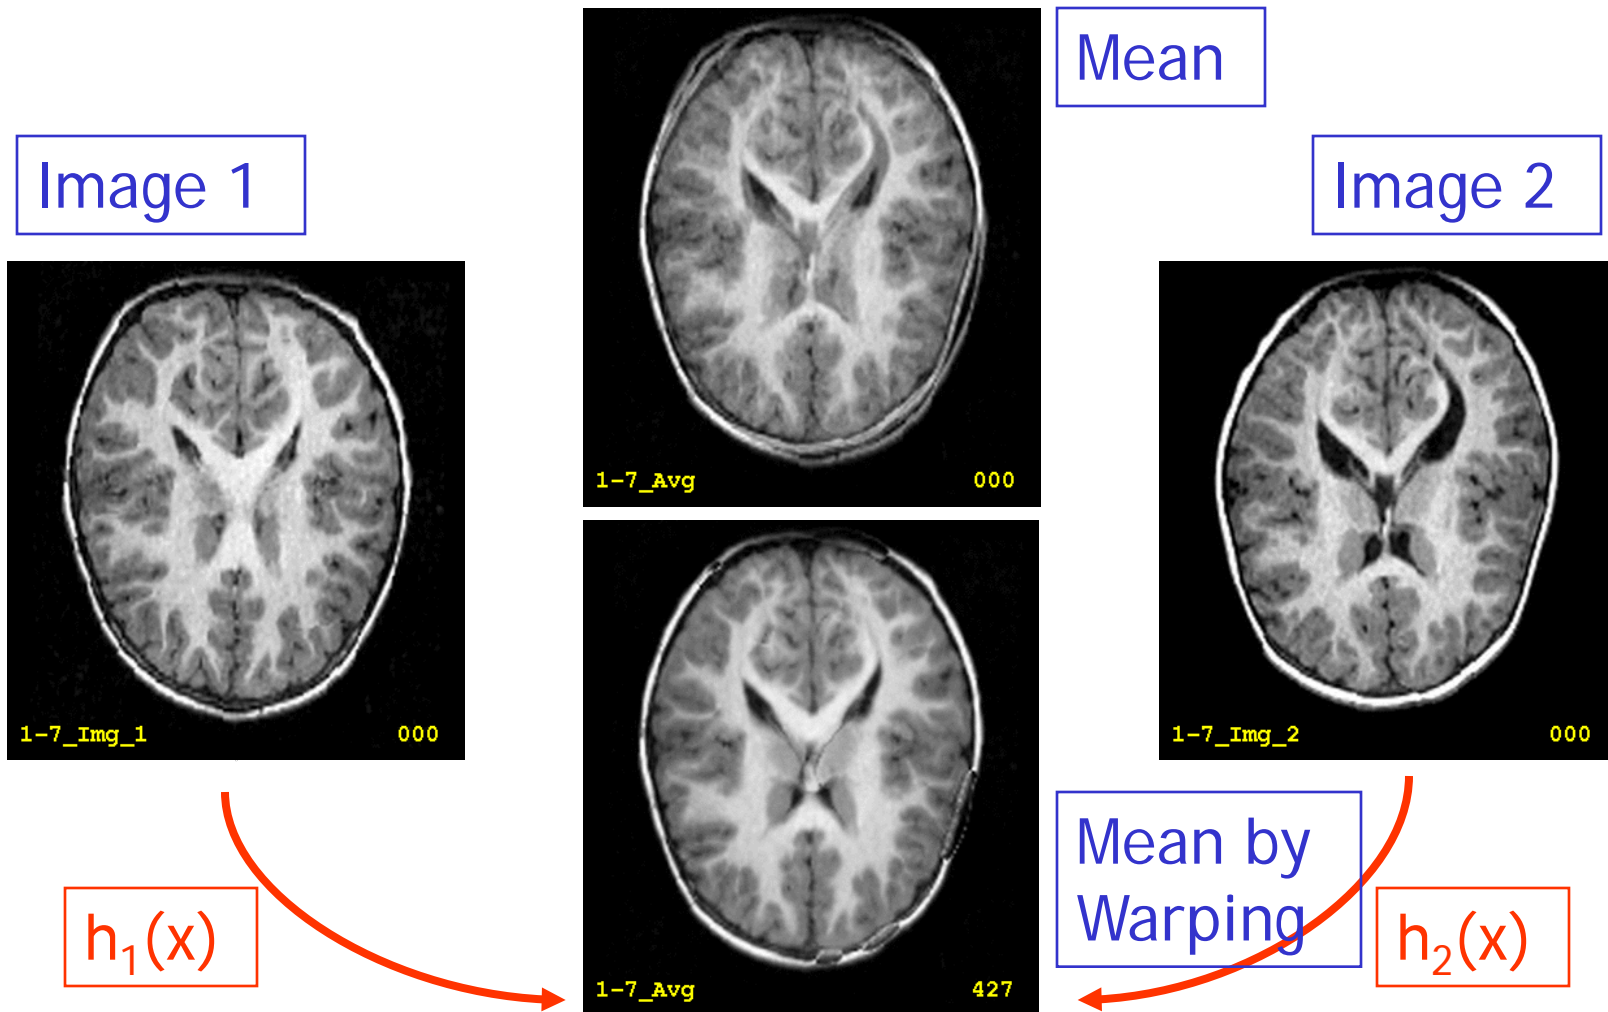 Mean
Image 1
Image 2
1-7_Avg 000
1-7_Img_1 000
1-7_Img_2 000
Mean by
Warping
h₁(x)
h₂(x)
1-7_Avg 427